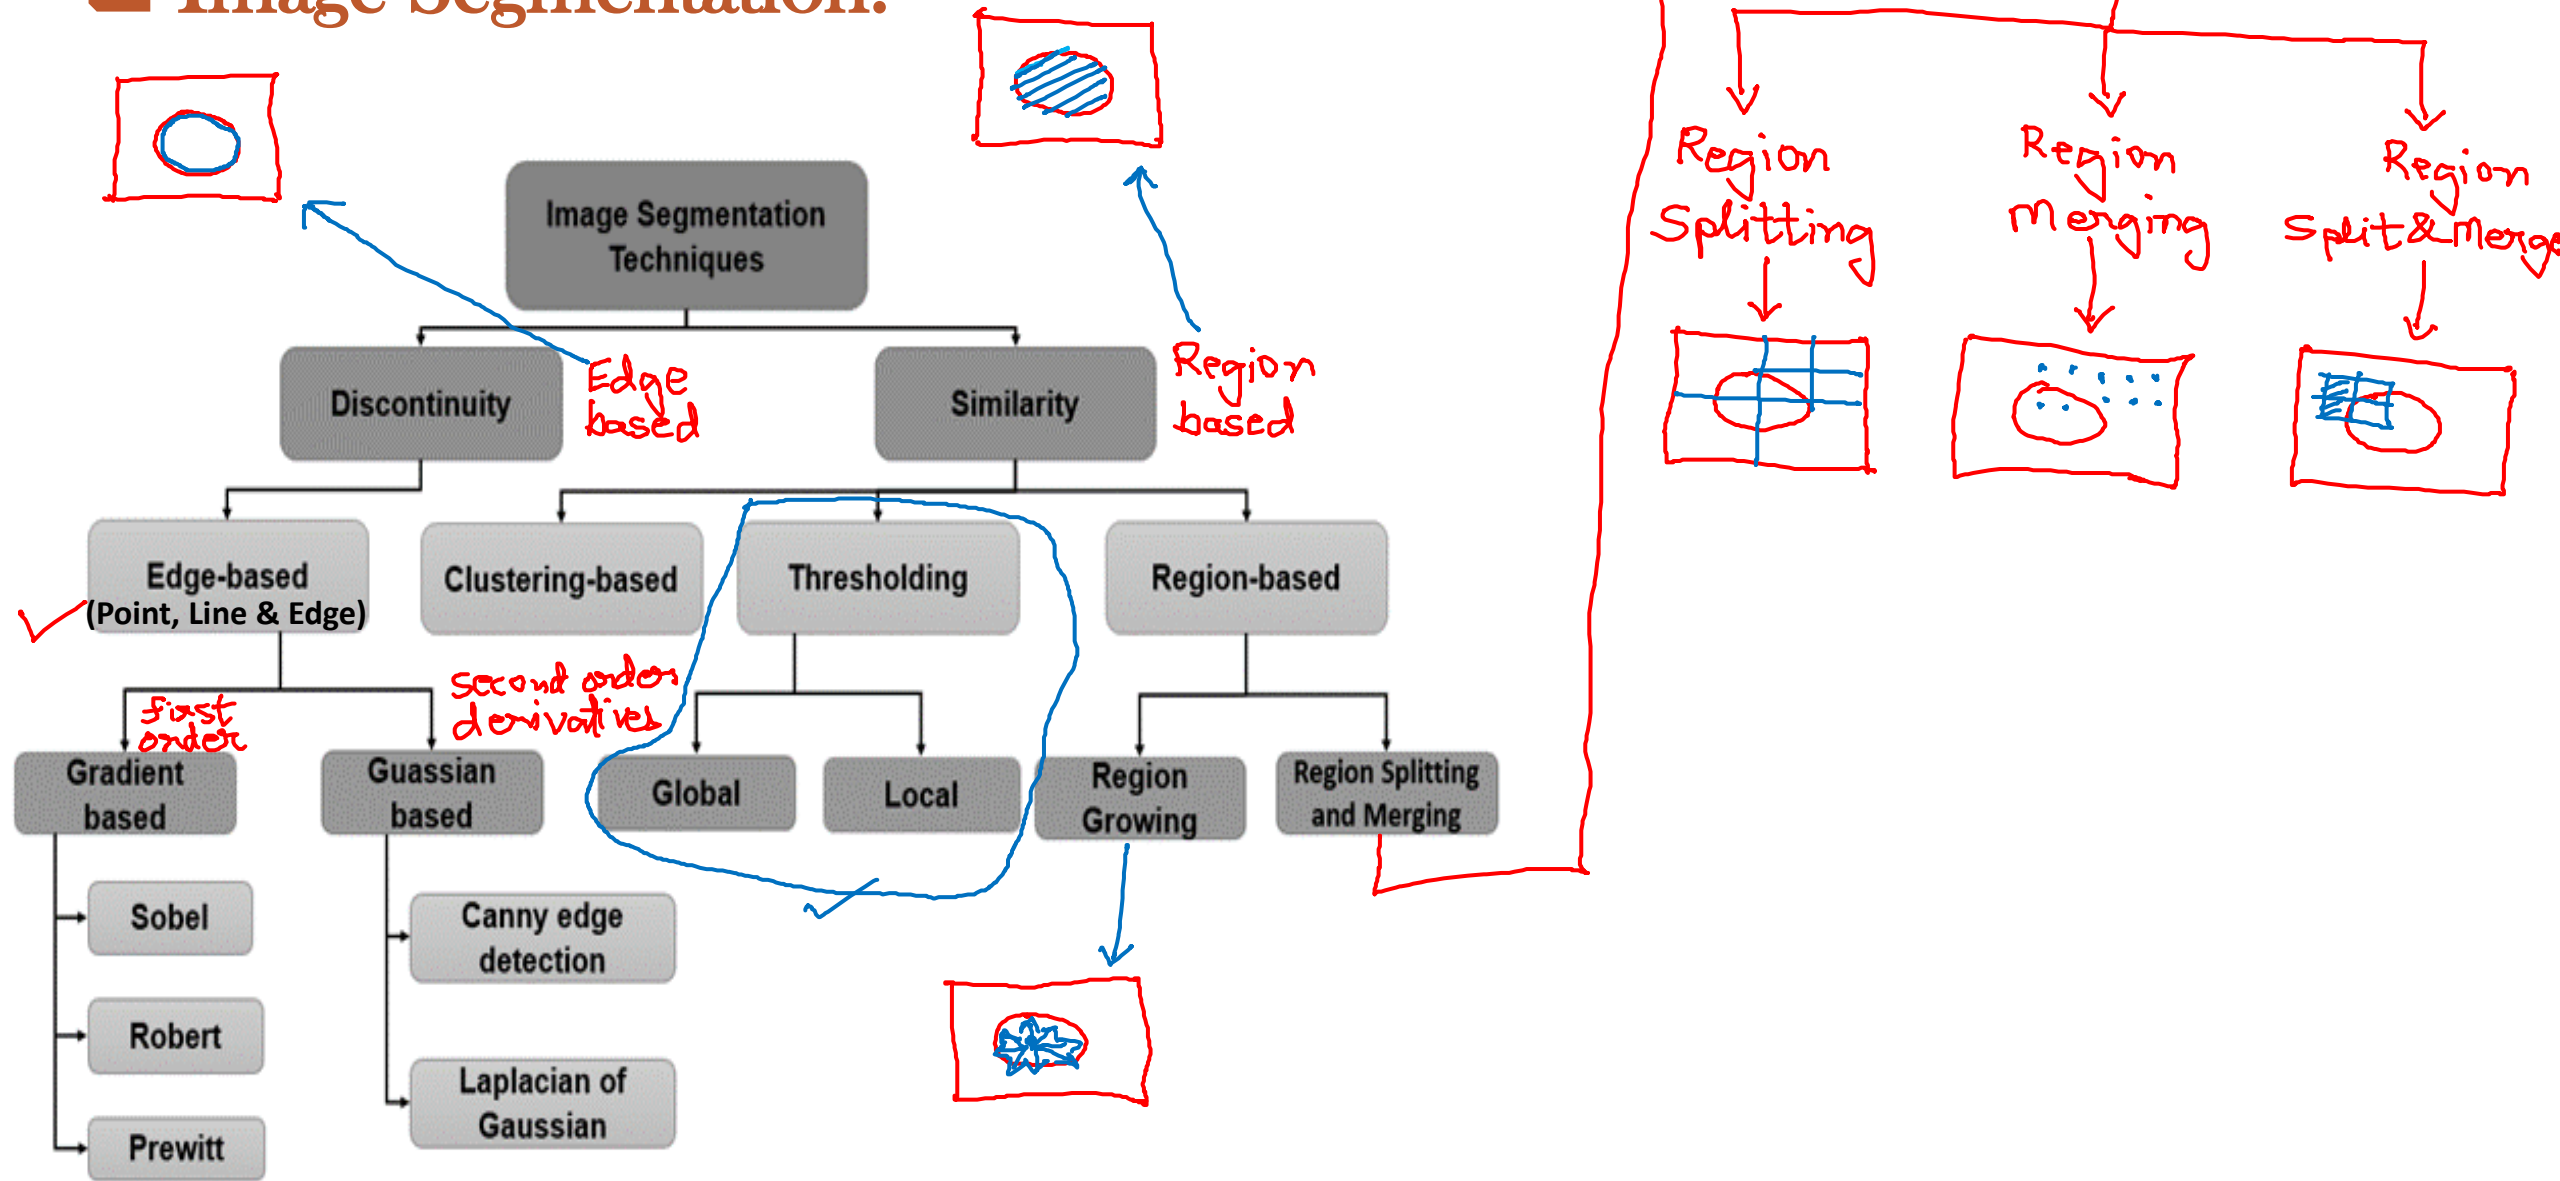 Image Segmentation:
Image Segmentation
Techniques
Discontinuity
Edge
based
Similarity
Region
based
Edge-based
(Point, Line & Edge)
Clustering-based
Thresholding
Region-based
first
order
second order
derivatives
Gradient
based
Guassian
based
Global
Local
Region
Growing
Region Splitting
and Merging
Sobel
Robert
Prewitt
Canny edge
detection
Laplacian of
Gaussian
Region
Splitting
Region
Merging
Region
Split&Merge